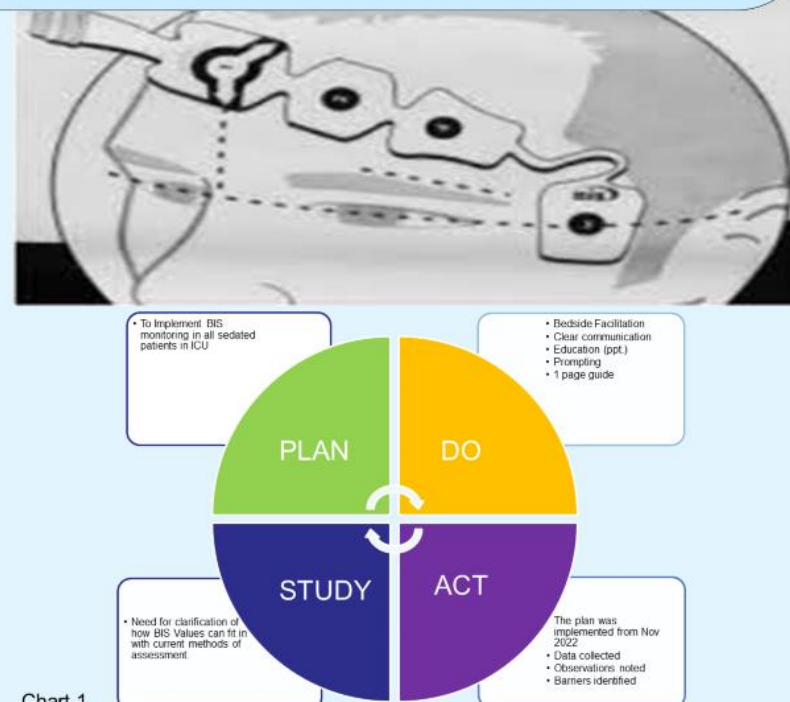 • To Implement BIS
monitoring in all sedated
patients in ICU
• Bedside Facilitation
• Clear communication
• Education (ppt.)
• Prompting
• 1 page guide
PLAN
DO
STUDY
ACT
• Need for clarification of
how BIS Values can fit in
with current methods of
assessment
The plan was
implemented from Nov
2022
• Data collected
• Observations noted
• Barriers identified
Chart 1